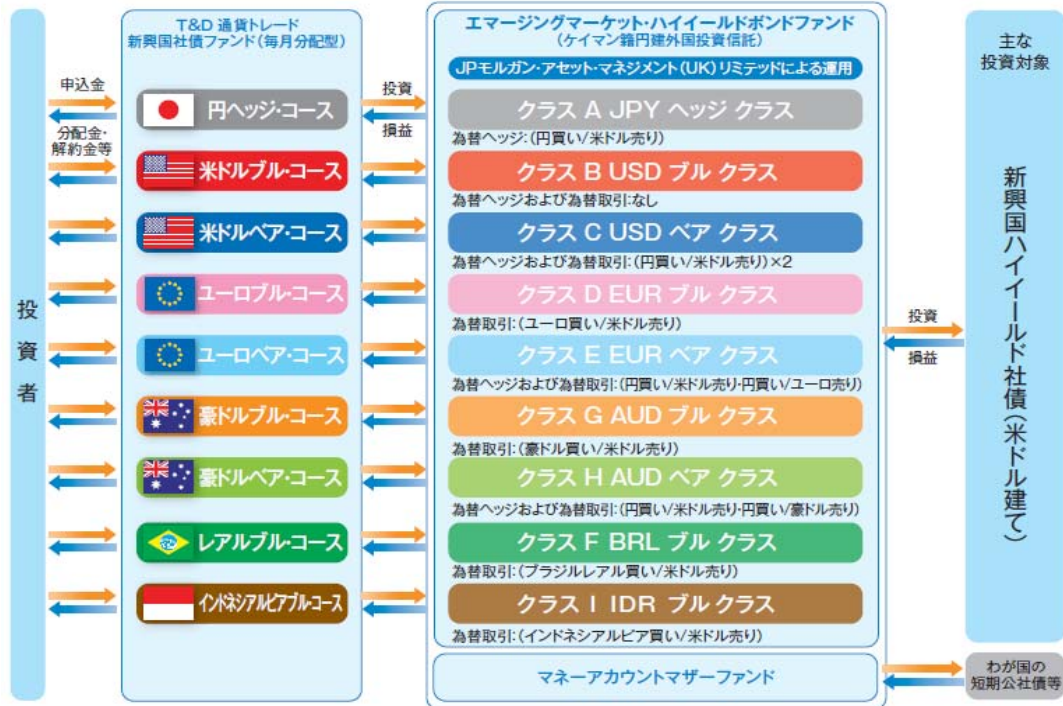 T&D 通貨トレード
新興国社債ファンド(毎月分配型)
エマージングマーケット・ハイイールドボンドファンド
(ケイマン籍円建外国投資信託)
JPモルガン・アセット・マネジメント(UK)リミテッドによる運用
主な
投資対象
投資者
申込金
分配金・
解約金等
投資
損益
円ヘッジ・コース
クラス A JPY ヘッジ クラス
為替ヘッジ:(円買い/米ドル売り)
米ドルブル・コース
クラス B USD ブル クラス
為替ヘッジおよび為替取引:なし
米ドルベア・コース
クラス C USD ベア クラス
為替ヘッジおよび為替取引:(円買い/米ドル売り)×2
ユーロブル・コース
クラス D EUR ブル クラス
為替取引:(ユーロ買い/米ドル売り)
ユーロベア・コース
クラス E EUR ベア クラス
為替ヘッジおよび為替取引:(円買い/米ドル売り・円買い/ユーロ売り)
豪ドルブル・コース
クラス G AUD ブル クラス
為替取引:(豪ドル買い/米ドル売り)
豪ドルベア・コース
クラス H AUD ベア クラス
為替ヘッジおよび為替取引:(円買い/米ドル売り・円買い/豪ドル売り)
レアルブル・コース
クラス F BRL ブル クラス
為替取引:(ブラジルレアル買い/米ドル売り)
インドネシアルピアブル・コース
クラス I IDR ブル クラス
為替取引:(インドネシアルピア買い/米ドル売り)
マネーアカウントマザーファンド
投資
損益
新興国ハイイールド社債(米ドル建て)
わが国の
短期公社債等